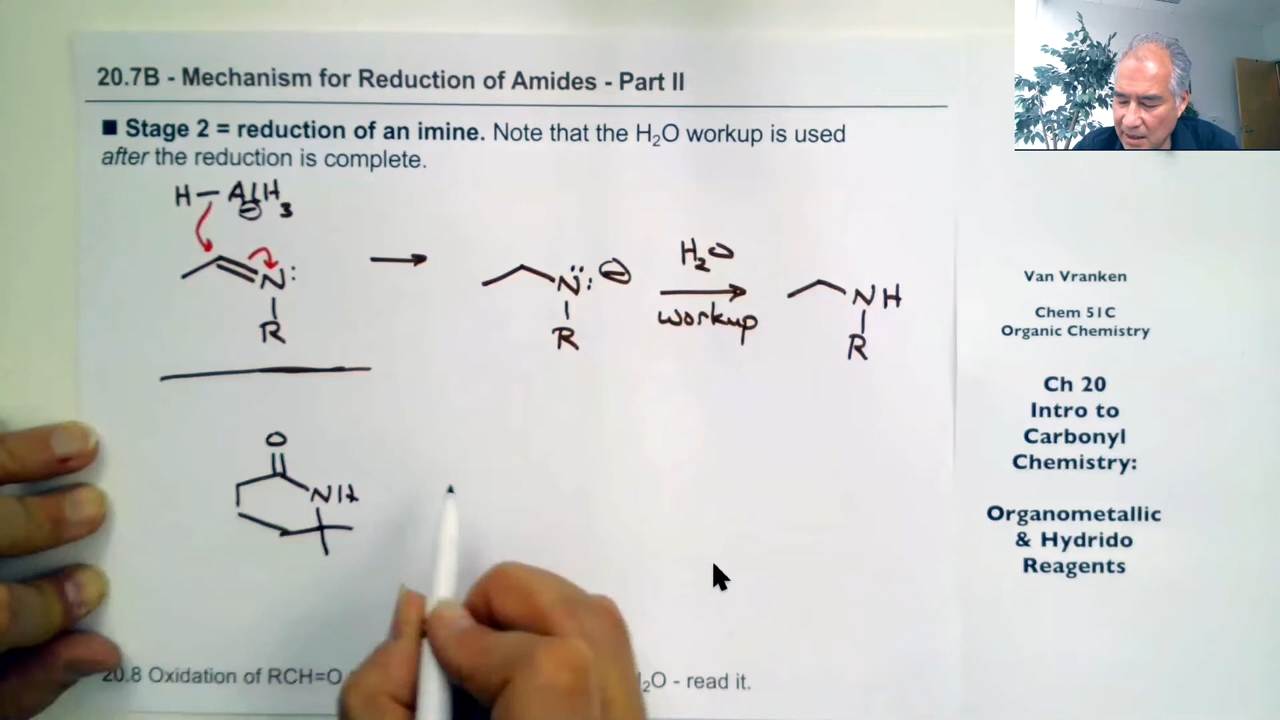 20.7B - Mechanism for Reduction of Amides - Part II
■ Stage 2 = reduction of an imine. Note that the H₂O workup is used
after the reduction is complete.
H — AlH₃ ⊖
N:
R
N: ⊖
R
H₂O
workup
NH
R
O
NH
20.8 Oxidation of RCH=O
₂O - read it.
Van Vranken
Chem 51C
Organic Chemistry
Ch 20
Intro to
Carbonyl
Chemistry:
Organometallic
& Hydrido
Reagents